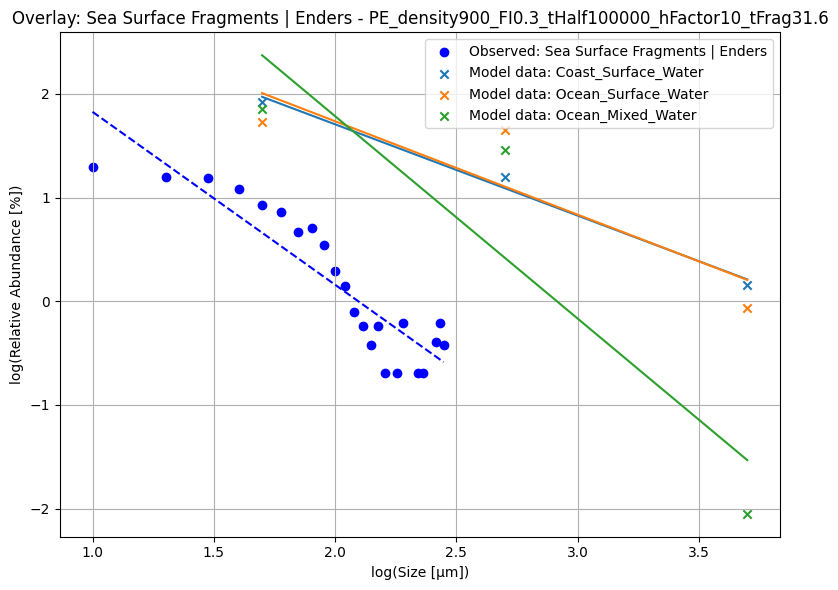 Overlay: Sea Surface Fragments | Enders - PE_density900_FI0.3_tHalf100000_hFactor10_tFrag31.6
Observed: Sea Surface Fragments | Enders
Model data: Coast_Surface_Water
Model data: Ocean_Surface_Water
Model data: Ocean_Mixed_Water
log(Relative Abundance [%])
2
1
0
−1
−2
1.0 1.5 2.0 2.5 3.0 3.5
log(Size [µm])